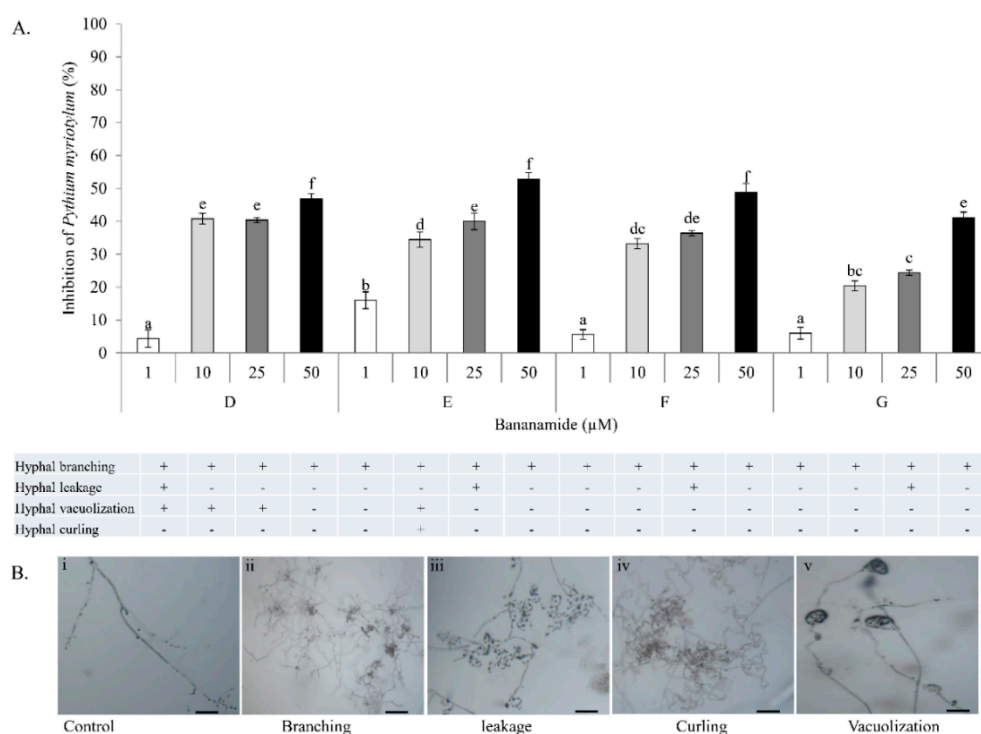 A.
Inhibition of Pythium myriotylum (%)
100
90
80
70
60
50
40
30
20
10
0
a e e f b d e f a dc de f a bc c e
1 10 25 50 1 10 25 50 1 10 25 50 1 10 25 50
D E F G
Bananamide (µM)
Hyphal branching + + + + + + + + + + + + + + + +
Hyphal leakage + - - - - - + - - - + - - - + -
Hyphal vacuolization + + + - - + - - - - - - - - - -
Hyphal curling - - - - - + - - - - - - - - - -
B.
i ii iii iv v
Control Branching leakage Curling Vacuolization